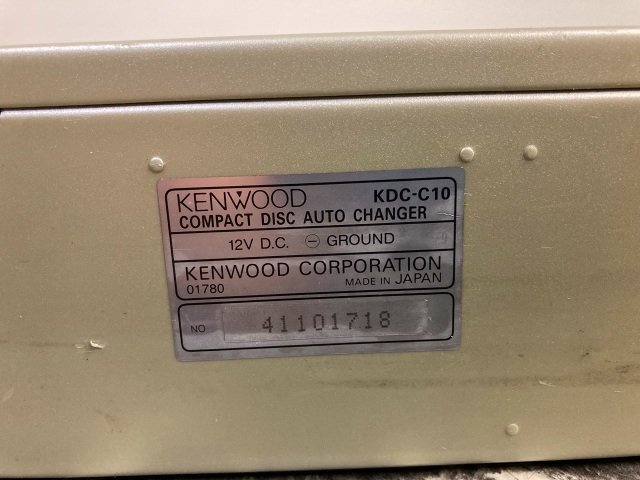 KENWOOD KDC-C10
COMPACT DISC AUTO CHANGER
12V D.C. ⊖ GROUND
KENWOOD CORPORATION
01780 MADE IN JAPAN
NO 41101718